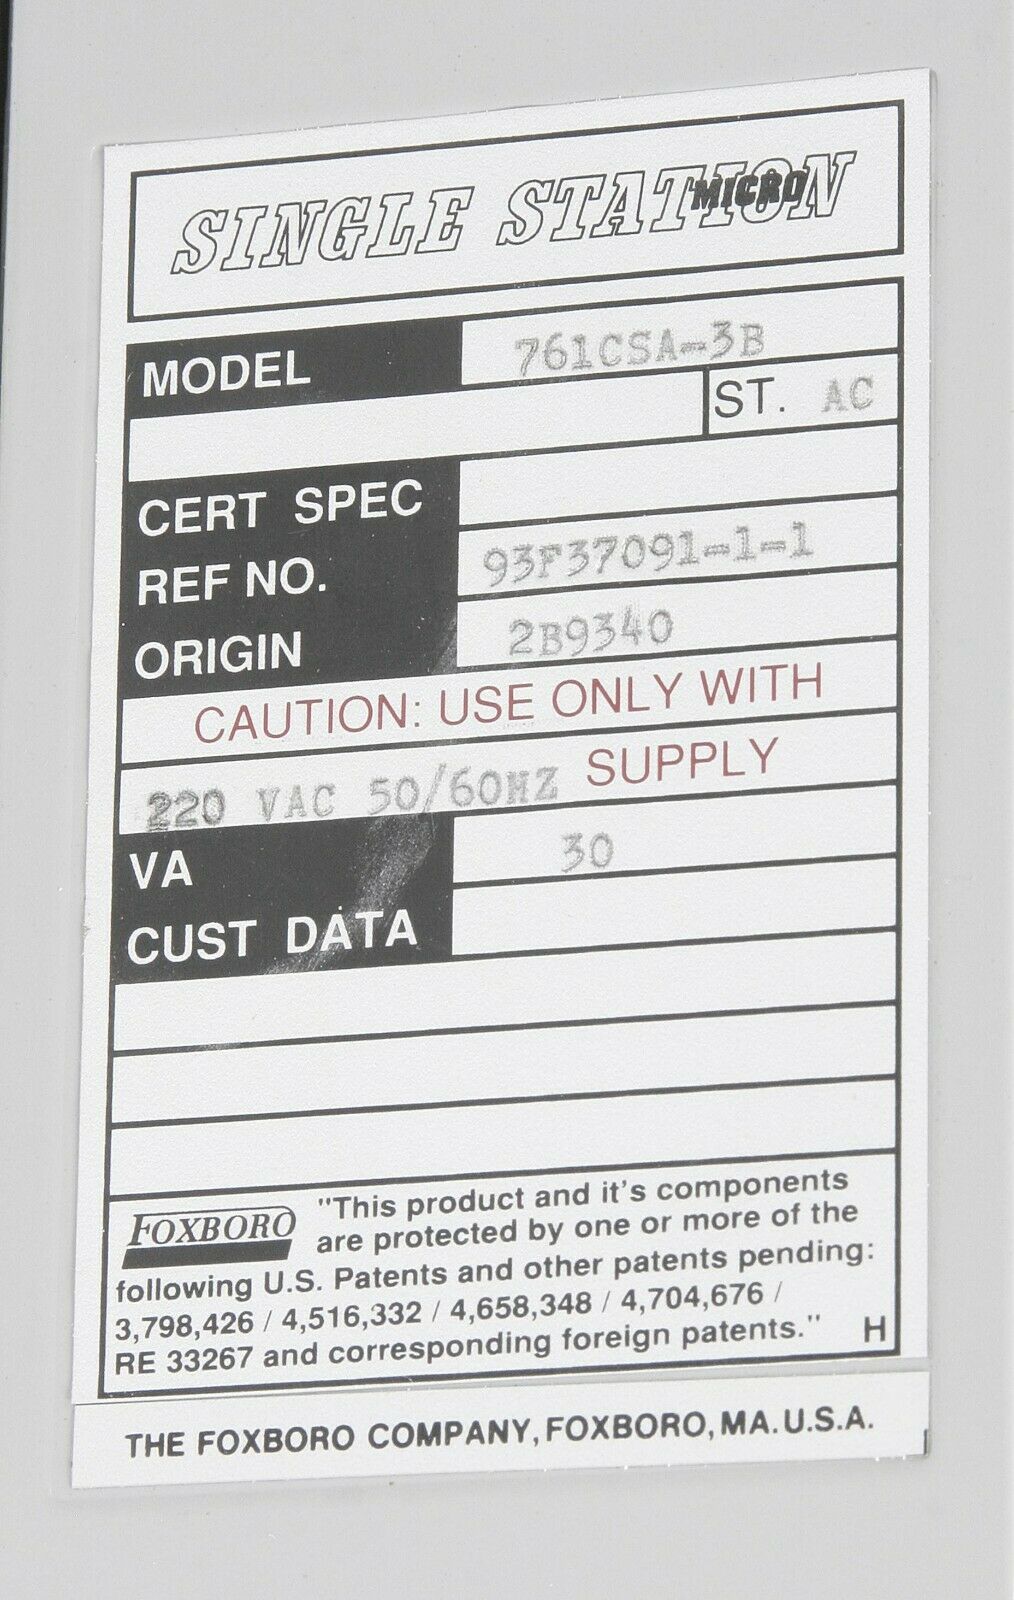 SINGLE STATION MICRO
MODEL 761CSA-3B
ST. AC
CERT SPEC
REF NO. 93F37091-1-1
ORIGIN 2B9340
CAUTION: USE ONLY WITH
220 VAC 50/60HZ SUPPLY
VA 30
CUST DATA
FOXBORO "This product and it's components
are protected by one or more of the
following U.S. Patents and other patents pending:
3,798,426 / 4,516,332 / 4,658,348 / 4,704,676 /
RE 33267 and corresponding foreign patents." H
THE FOXBORO COMPANY, FOXBORO, MA. U.S.A.